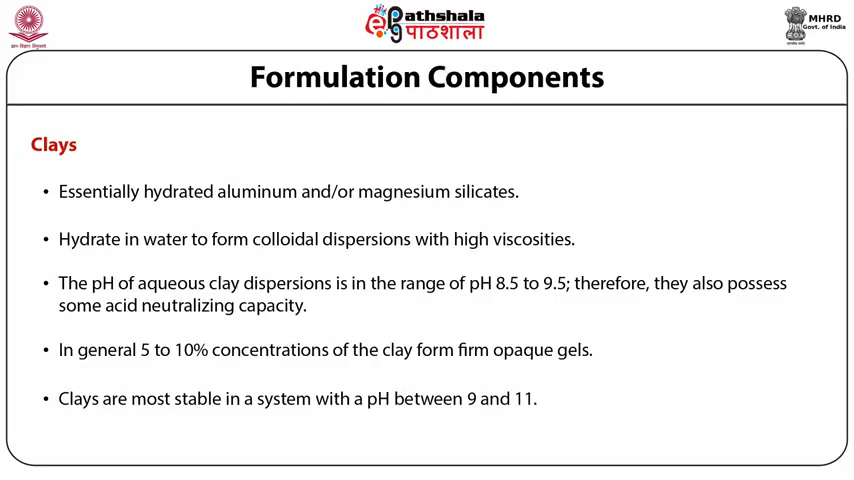 Pathshala
पाठशाला
MHRD
Govt. of India
Formulation Components
Clays
• Essentially hydrated aluminum and/or magnesium silicates.
• Hydrate in water to form colloidal dispersions with high viscosities.
• The pH of aqueous clay dispersions is in the range of pH 8.5 to 9.5; therefore, they also possess
some acid neutralizing capacity.
• In general 5 to 10% concentrations of the clay form firm opaque gels.
• Clays are most stable in a system with a pH between 9 and 11.